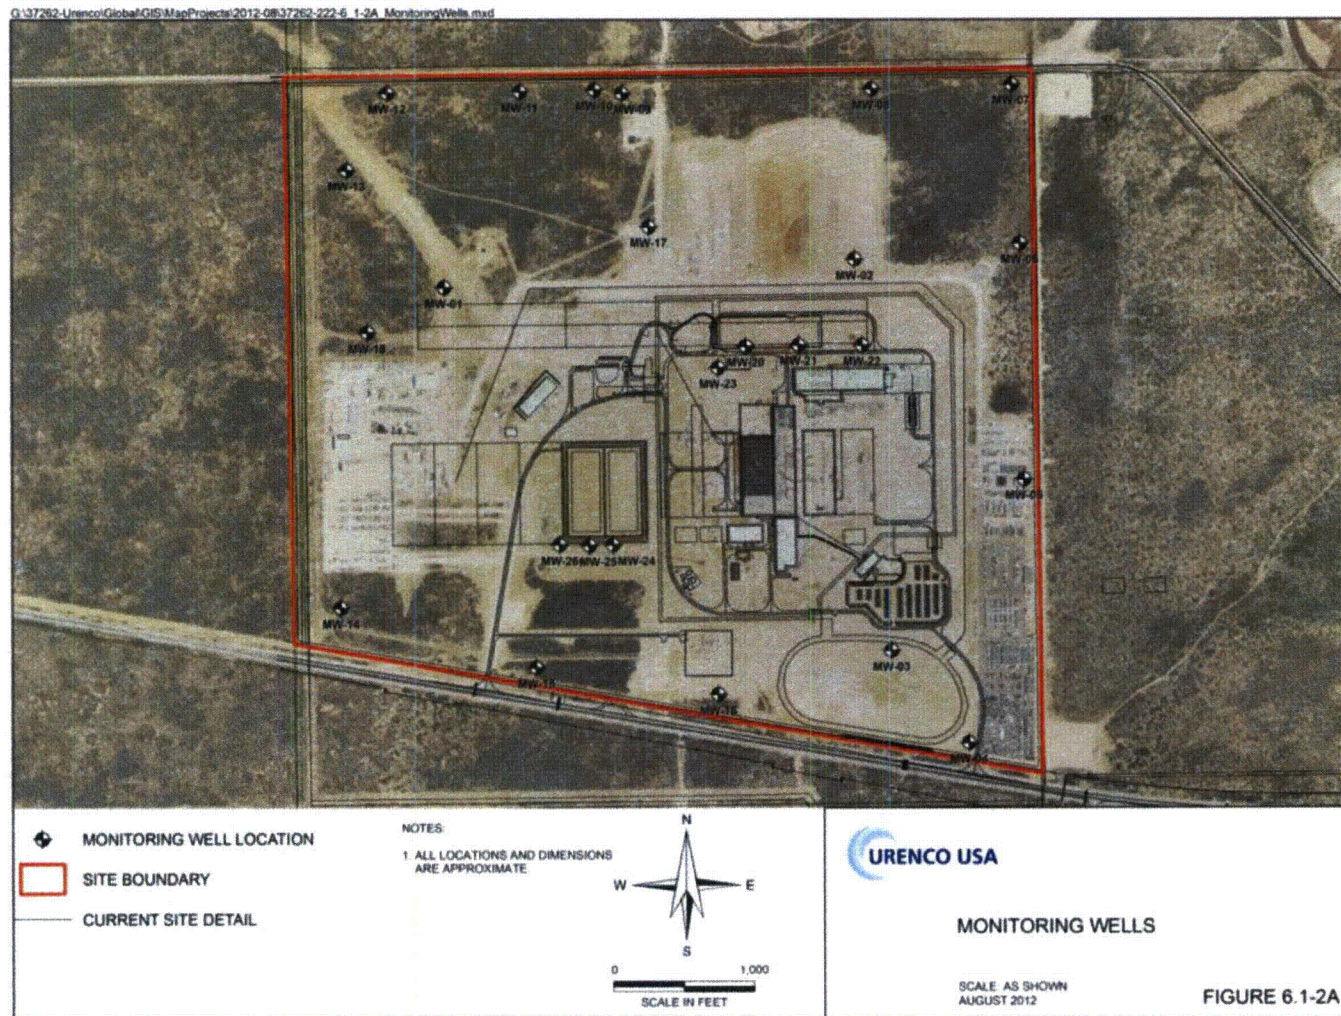 G:\37262-Urenco\Global\GIS\MapProjects\2012-08\37262-222-6_1-2A_MonitoringWells.mxd
MW-12
MW-11
MW-10
MW-09
MW-08
MW-07
MW-13
MW-17
MW-02
MW-06
MW-01
MW-18
MW-20
MW-21
MW-22
MW-23
MW-05
MW-26
MW-25
MW-24
MW-14
MW-15
MW-16
MW-03
MW-04
MONITORING WELL LOCATION
SITE BOUNDARY
CURRENT SITE DETAIL
NOTES:
1. ALL LOCATIONS AND DIMENSIONS
ARE APPROXIMATE
N
W
E
S
0
1,000
SCALE IN FEET
URENCO USA
MONITORING WELLS
SCALE: AS SHOWN
AUGUST 2012
FIGURE 6.1-2A